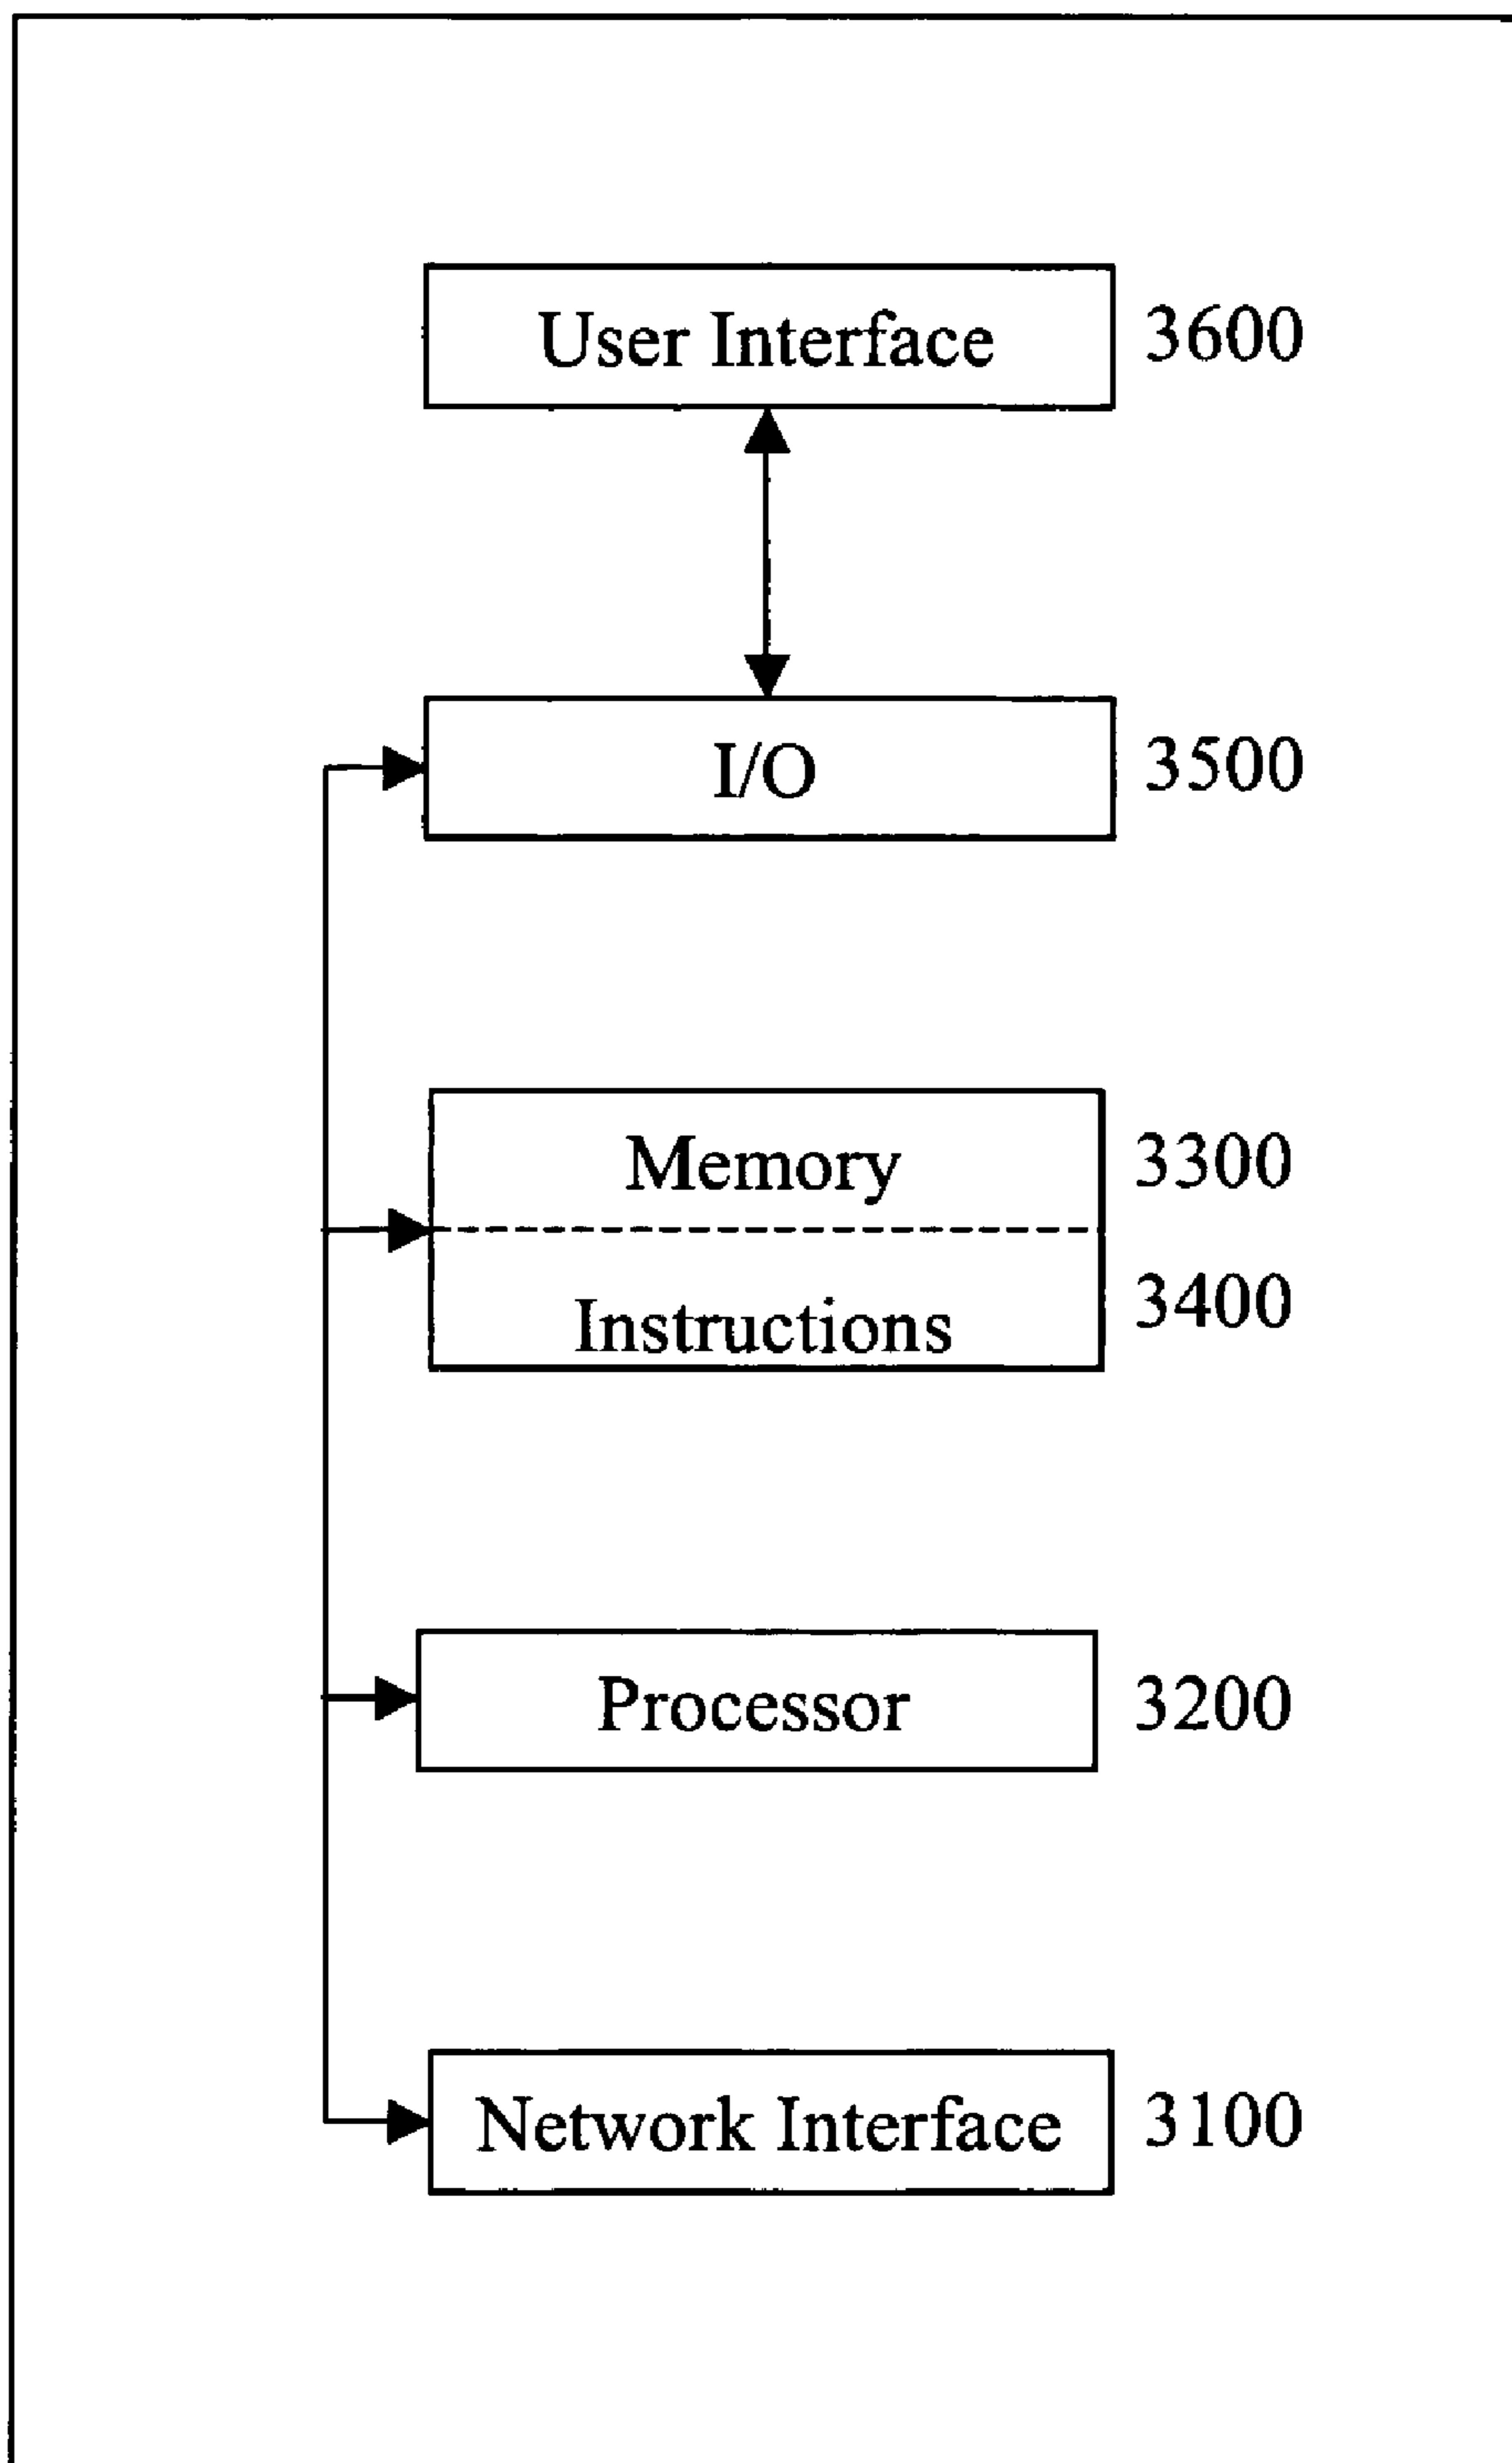 User Interface 3600
I/O 3500
Memory 3300
Instructions 3400
Processor 3200
Network Interface 3100